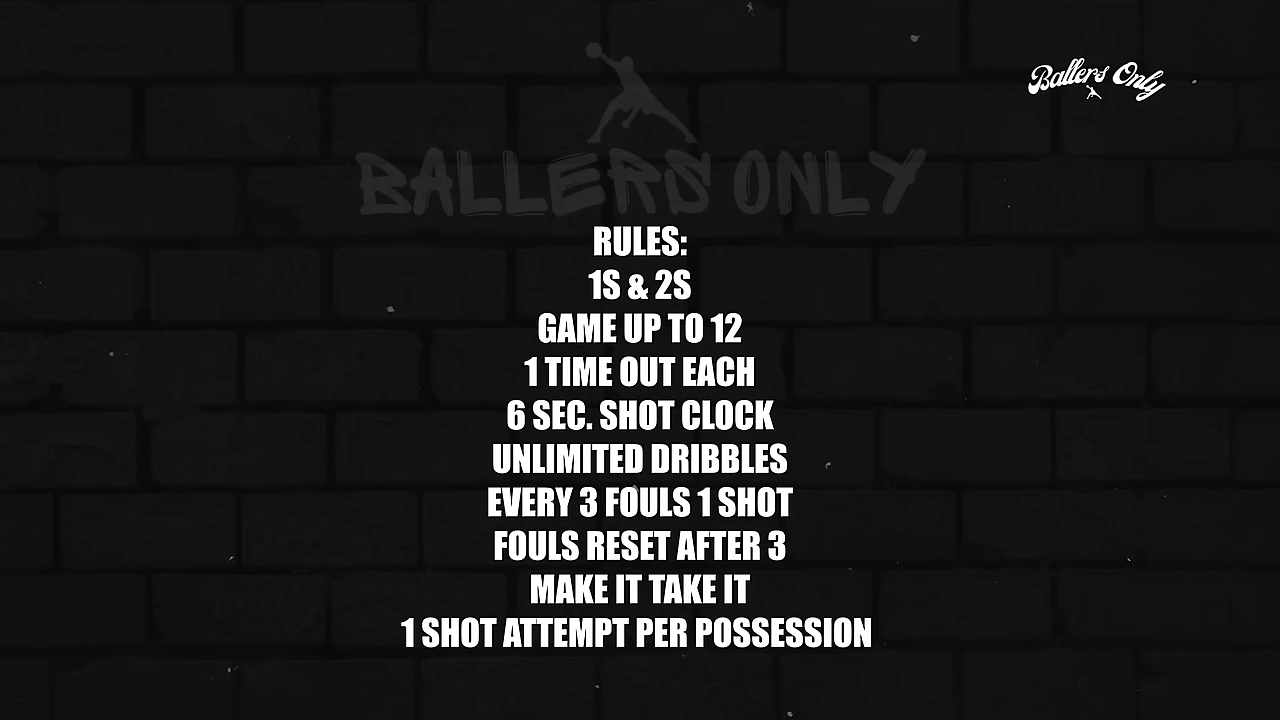 Ballers Only
BALLERS ONLY
RULES:
1S & 2S
GAME UP TO 12
1 TIME OUT EACH
6 SEC. SHOT CLOCK
UNLIMITED DRIBBLES
EVERY 3 FOULS 1 SHOT
FOULS RESET AFTER 3
MAKE IT TAKE IT
1 SHOT ATTEMPT PER POSSESSION